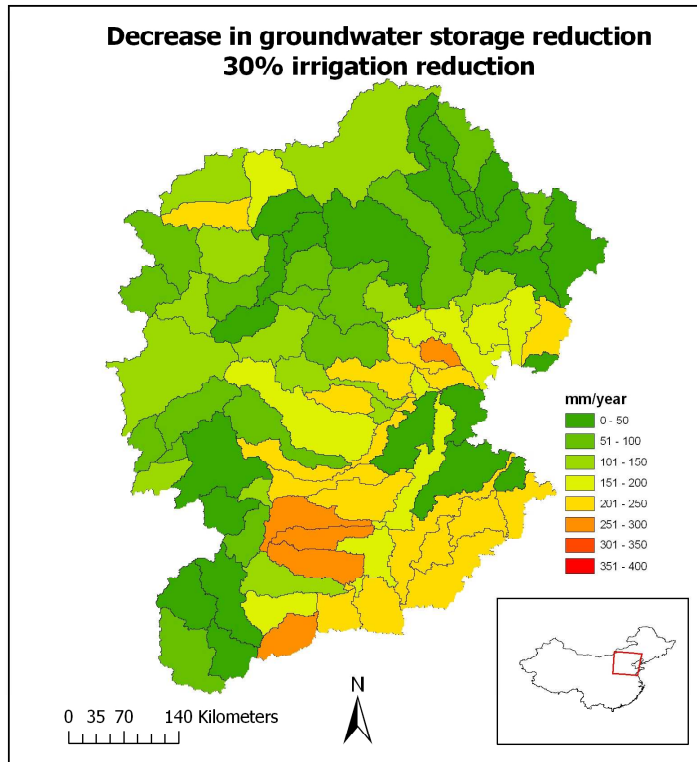 Decrease in groundwater storage reduction
30% irrigation reduction
mm/year
0 - 50
51 - 100
101 - 150
151 - 200
201 - 250
251 - 300
301 - 350
351 - 400
N
0 35 70 140 Kilometers